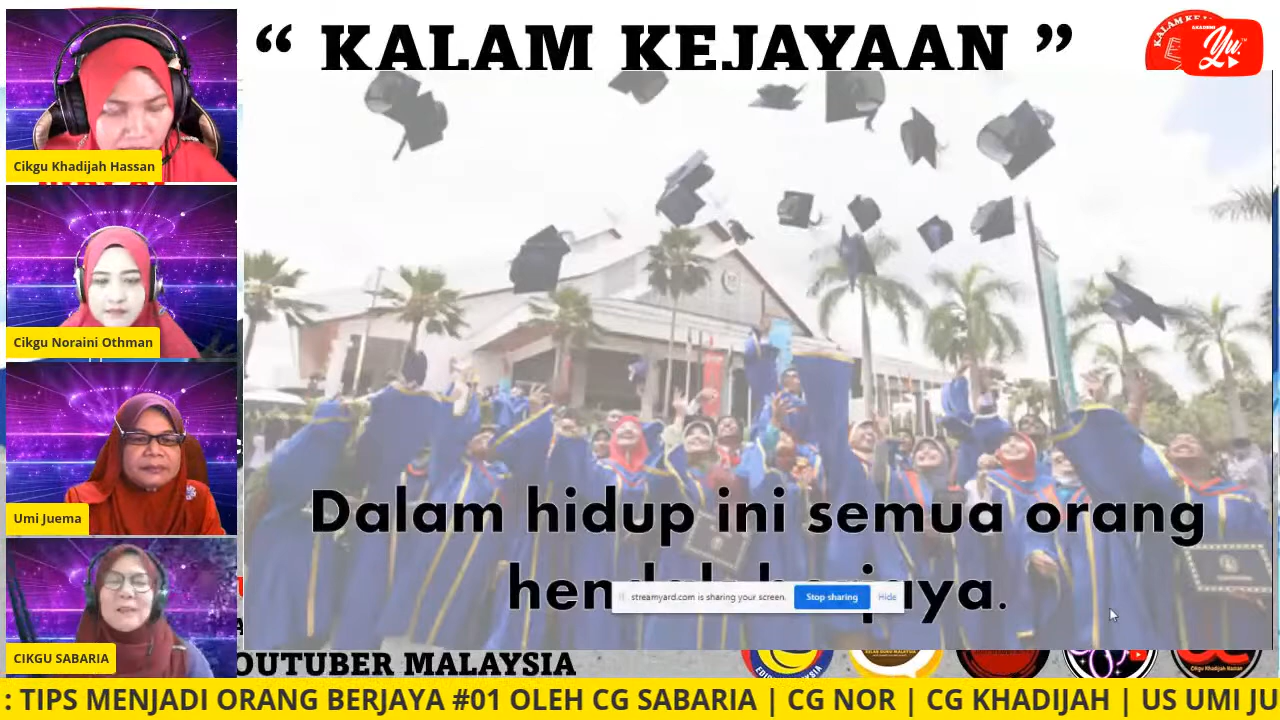 “ KALAM KEJAYAAN ”
Cikgu Khadijah Hassan
Cikgu Noraini Othman
Umi Juema
CIKGU SABARIA
Dalam hidup ini semua orang
streamyard.com is sharing your screen.
Stop sharing
Hide
OUTUBER MALAYSIA
: TIPS MENJADI ORANG BERJAYA #01 OLEH CG SABARIA | CG NOR | CG KHADIJAH | US UMI JU